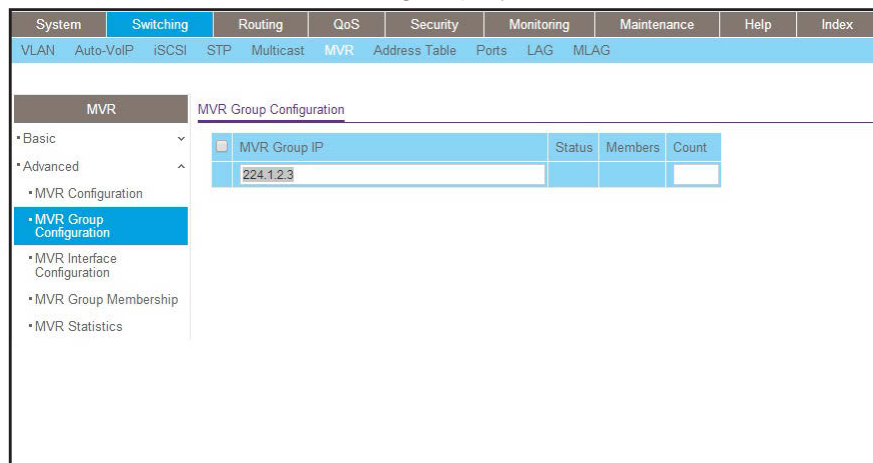 System Switching Routing QoS Security Monitoring Maintenance Help Index
VLAN Auto-VoIP iSCSI STP Multicast MVR Address Table Ports LAG MLAG
MVR
Basic
Advanced
MVR Configuration
MVR Group
Configuration
MVR Interface
Configuration
MVR Group Membership
MVR Statistics
MVR Group Configuration
MVR Group IP Status Members Count
224.1.2.3